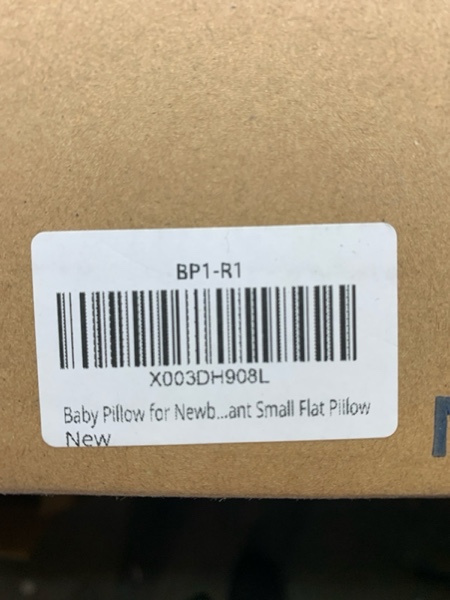 BP1-R1
X003DH908L
Baby Pillow for Newb...ant Small Flat Pillow
New